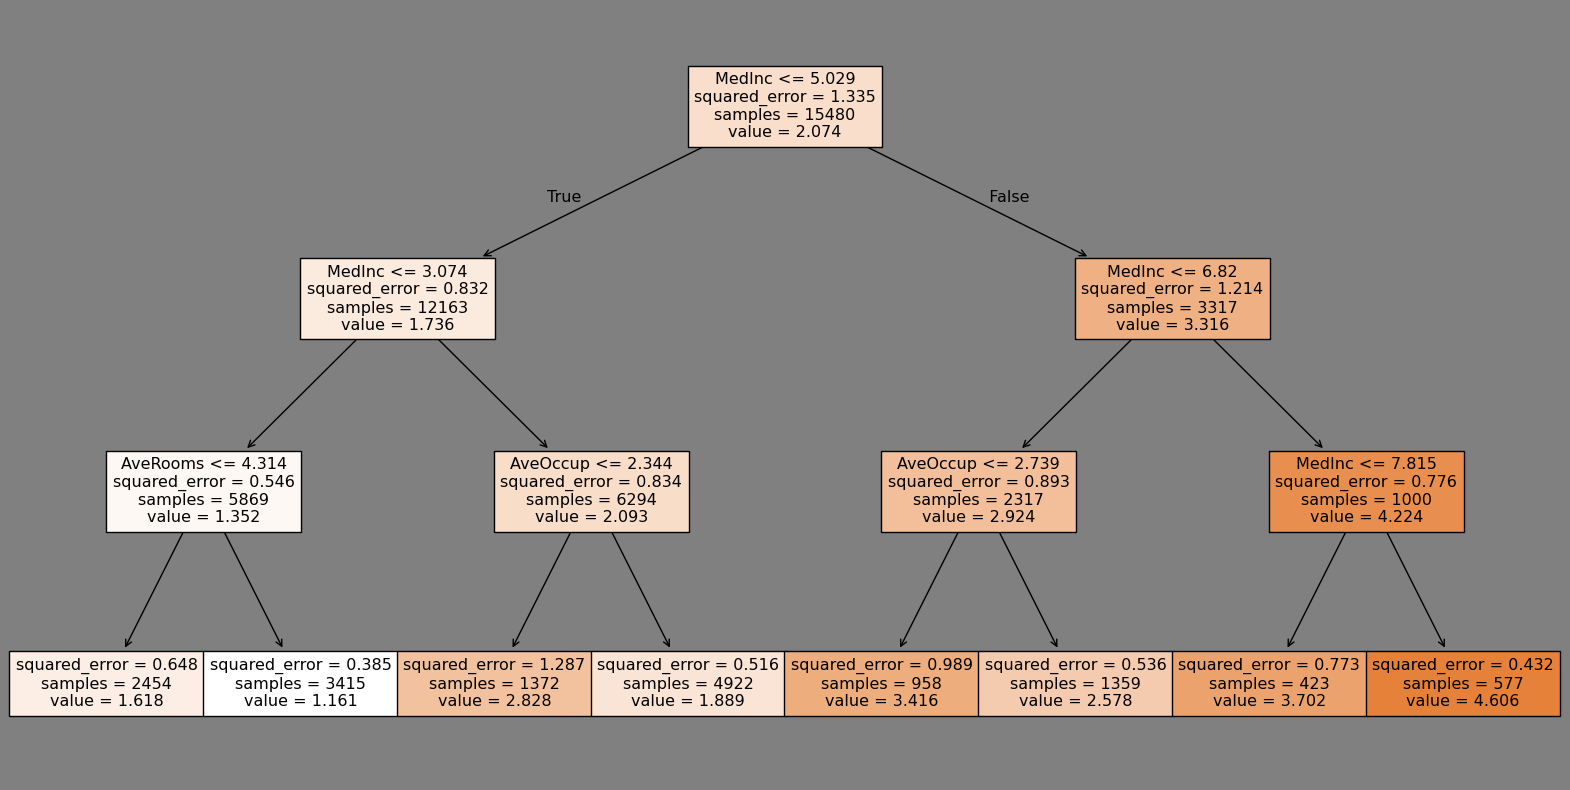 MedInc <= 5.029
squared_error = 1.335
samples = 15480
value = 2.074
True
False
MedInc <= 3.074
squared_error = 0.832
samples = 12163
value = 1.736
MedInc <= 6.82
squared_error = 1.214
samples = 3317
value = 3.316
AveRooms <= 4.314
squared_error = 0.546
samples = 5869
value = 1.352
AveOccup <= 2.344
squared_error = 0.834
samples = 6294
value = 2.093
AveOccup <= 2.739
squared_error = 0.893
samples = 2317
value = 2.924
MedInc <= 7.815
squared_error = 0.776
samples = 1000
value = 4.224
squared_error = 0.648
samples = 2454
value = 1.618
squared_error = 0.385
samples = 3415
value = 1.161
squared_error = 1.287
samples = 1372
value = 2.828
squared_error = 0.516
samples = 4922
value = 1.889
squared_error = 0.989
samples = 958
value = 3.416
squared_error = 0.536
samples = 1359
value = 2.578
squared_error = 0.773
samples = 423
value = 3.702
squared_error = 0.432
samples = 577
value = 4.606